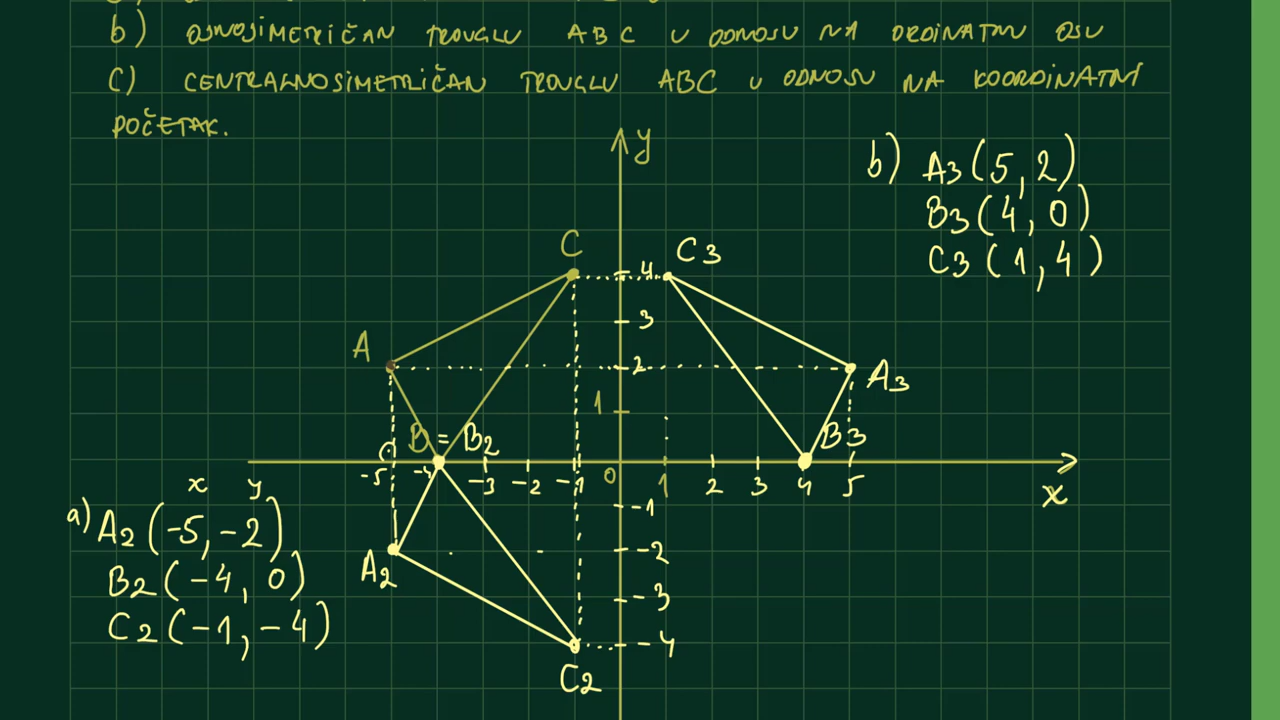 b) OSNOSIMETRIČAN TROUGLU ABC U ODNOSU NA ORDINATNU OSU
C) CENTRALNOSIMETRIČAN TROUGLU ABC U ODNOSU NA KOORDINATNI
POČETAK.
y
b) A3(5,2)
B3(4,0)
C3(1,4)
C
C3
4
3
A
2
A3
1
B = B2
B3
-5 -4 -3 -2 -1 0 1 2 3 4 5
x
x y
a) A2(-5,-2)
B2(-4,0)
C2(-1,-4)
-1
-2
A2
-3
-4
C2